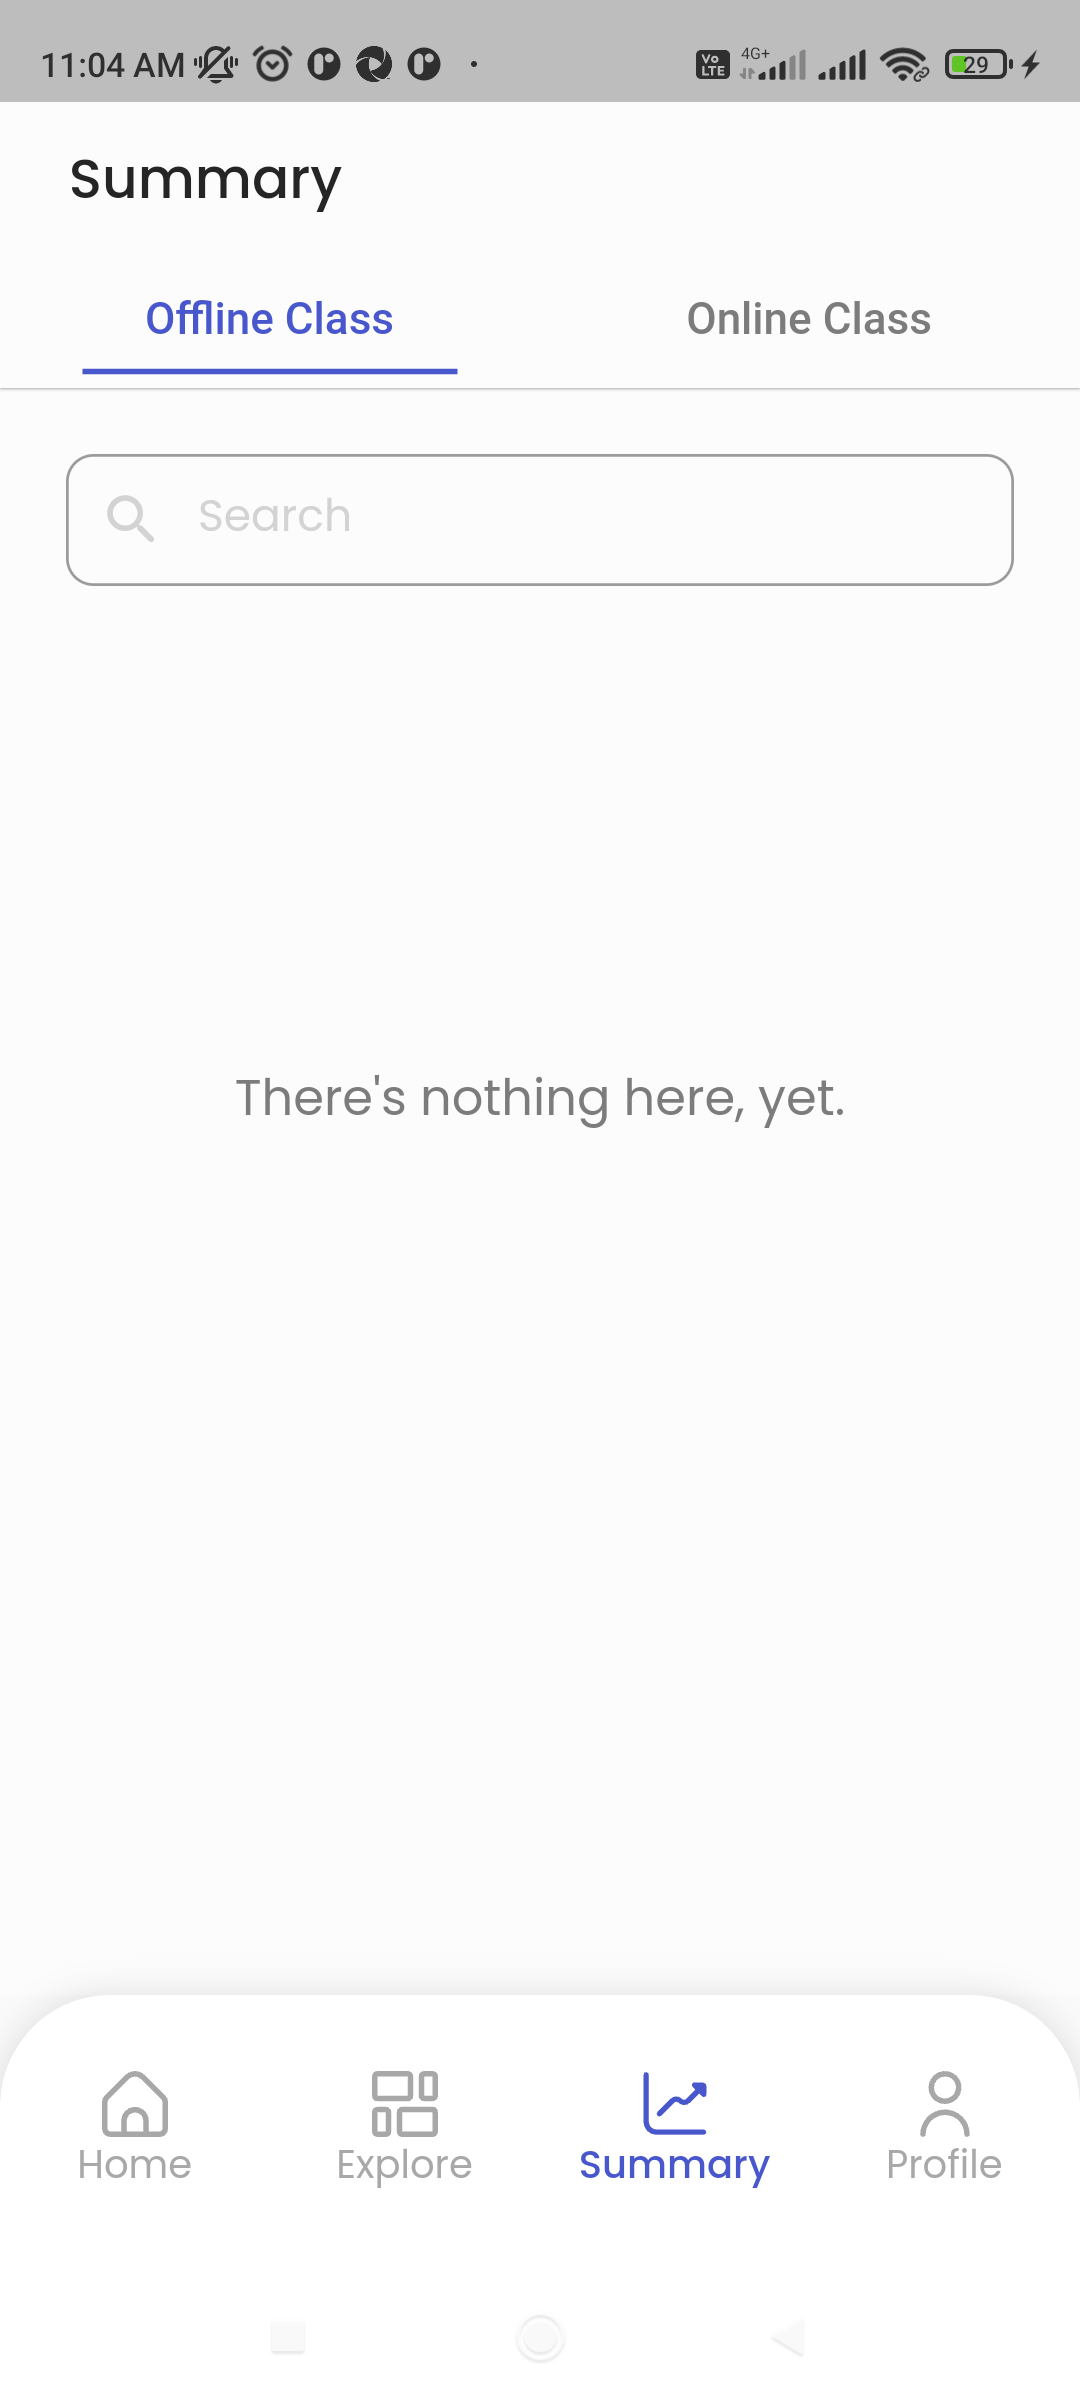 11:04 AM Vo LTE 4G+ 29
Summary
Offline Class Online Class
Search
There's nothing here, yet.
Home Explore Summary Profile